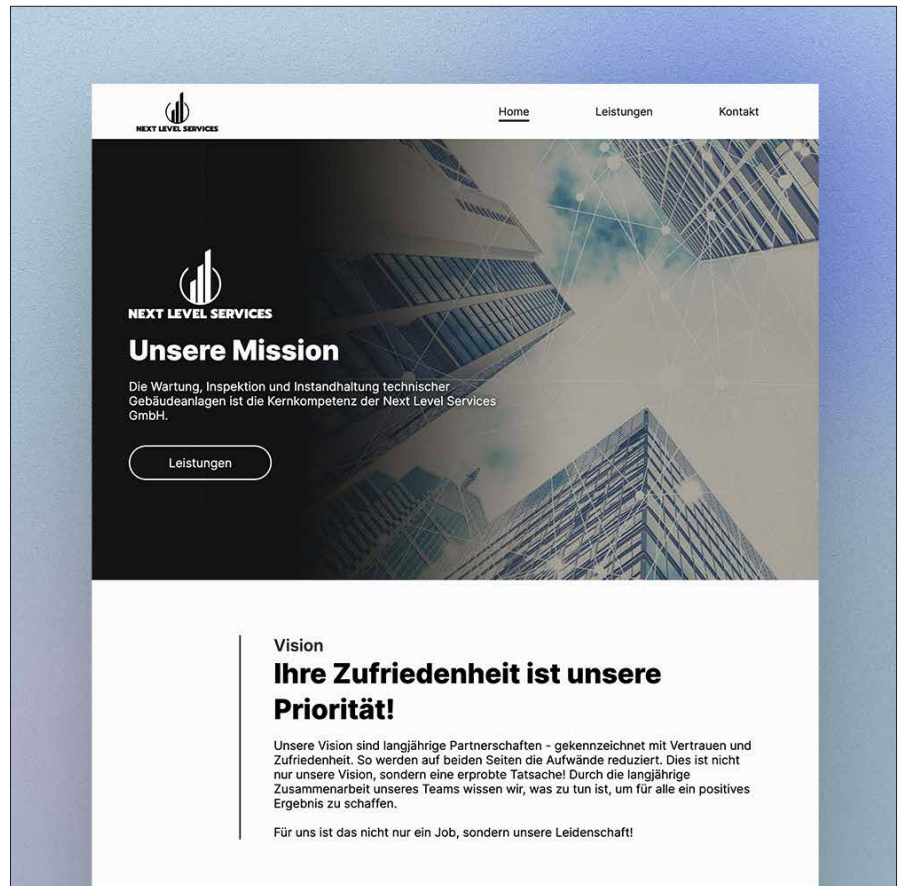 NEXT LEVEL SERVICES
Home
Leistungen
Kontakt
NEXT LEVEL SERVICES
Unsere Mission
Die Wartung, Inspektion und Instandhaltung technischer
Gebäudeanlagen ist die Kernkompetenz der Next Level Services
GmbH.
Leistungen
Vision
Ihre Zufriedenheit ist unsere
Priorität!
Unsere Vision sind langjährige Partnerschaften - gekennzeichnet mit Vertrauen und
Zufriedenheit. So werden auf beiden Seiten die Aufwände reduziert. Dies ist nicht
nur unsere Vision, sondern eine erprobte Tatsache! Durch die langjährige
Zusammenarbeit unseres Teams wissen wir, was zu tun ist, um für alle ein positives
Ergebnis zu schaffen.
Für uns ist das nicht nur ein Job, sondern unsere Leidenschaft!